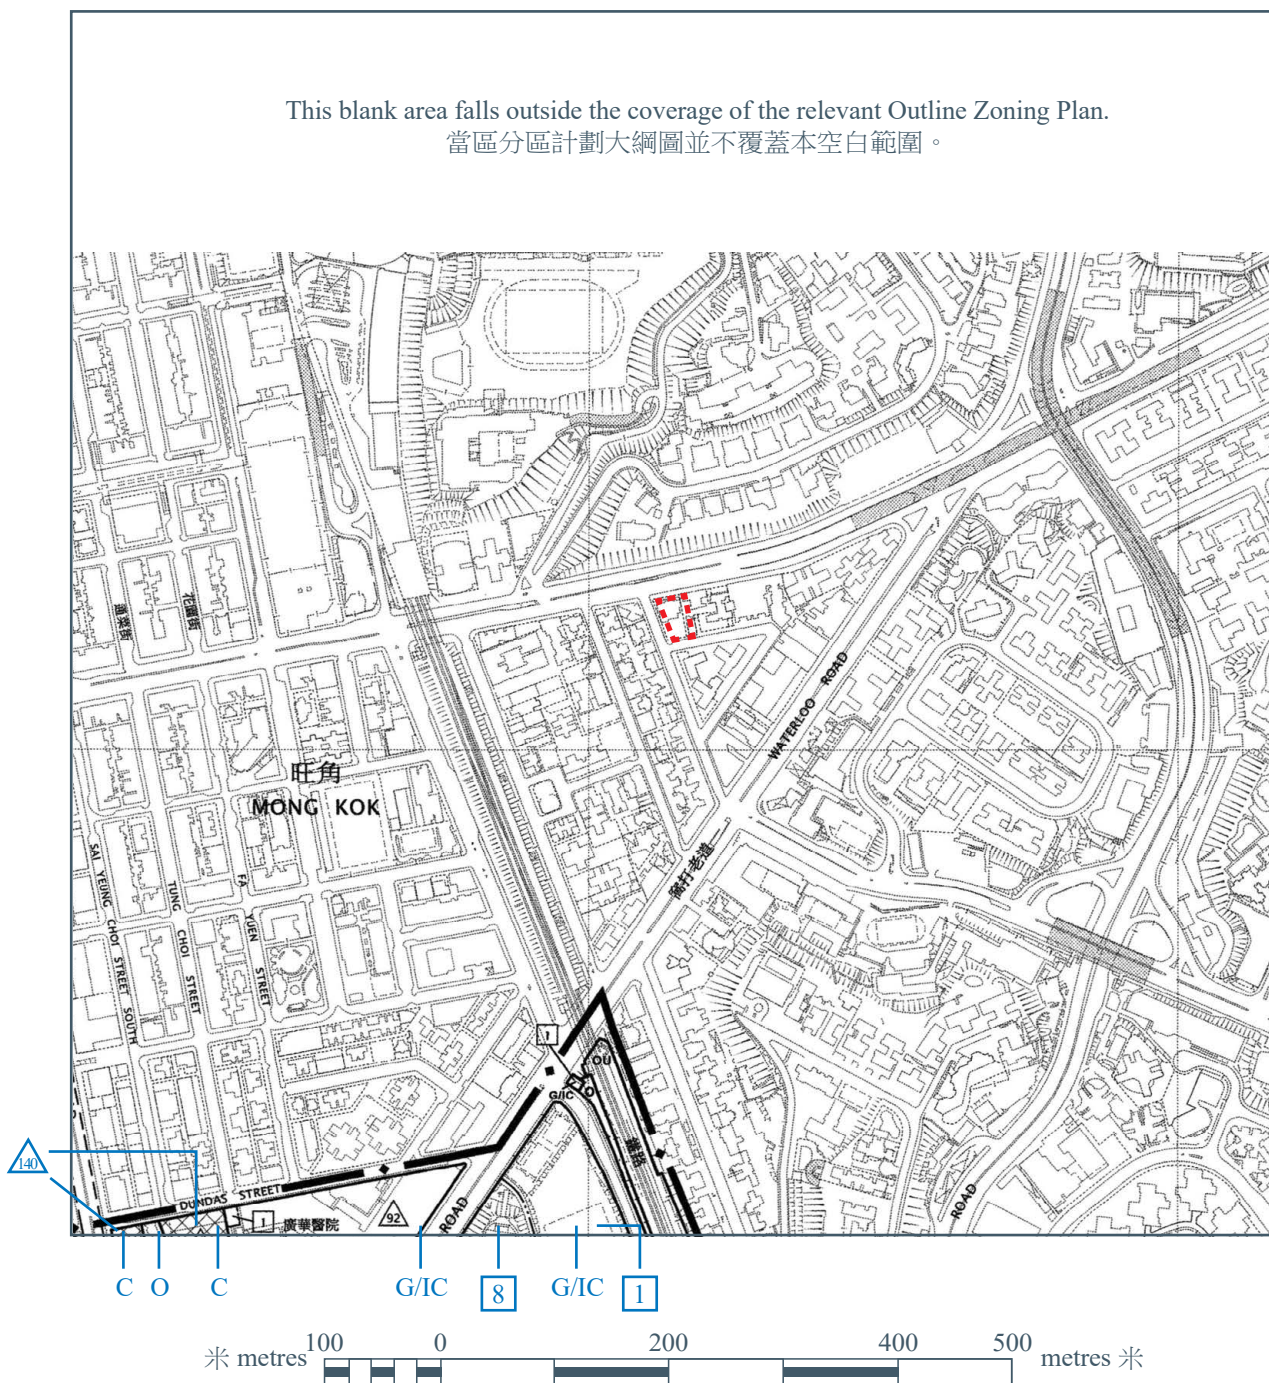 This blank area falls outside the coverage of the relevant Outline Zoning Plan.
當區分區計劃大綱圖並不覆蓋本空白範圍。
通菜街
花園街
WATERLOO ROAD
旺角
MONG KOK
窩打老道
SAI YEUNG CHOI STREET SOUTH
TUNG CHOI STREET
FA YUEN STREET
1
OU
G/IC
鐵路
140
DUNDAS STREET
1
廣華醫院
92
ROAD
ROAD
C O C G/IC 8 G/IC 1
米 metres 100 0 200 400 500 metres 米